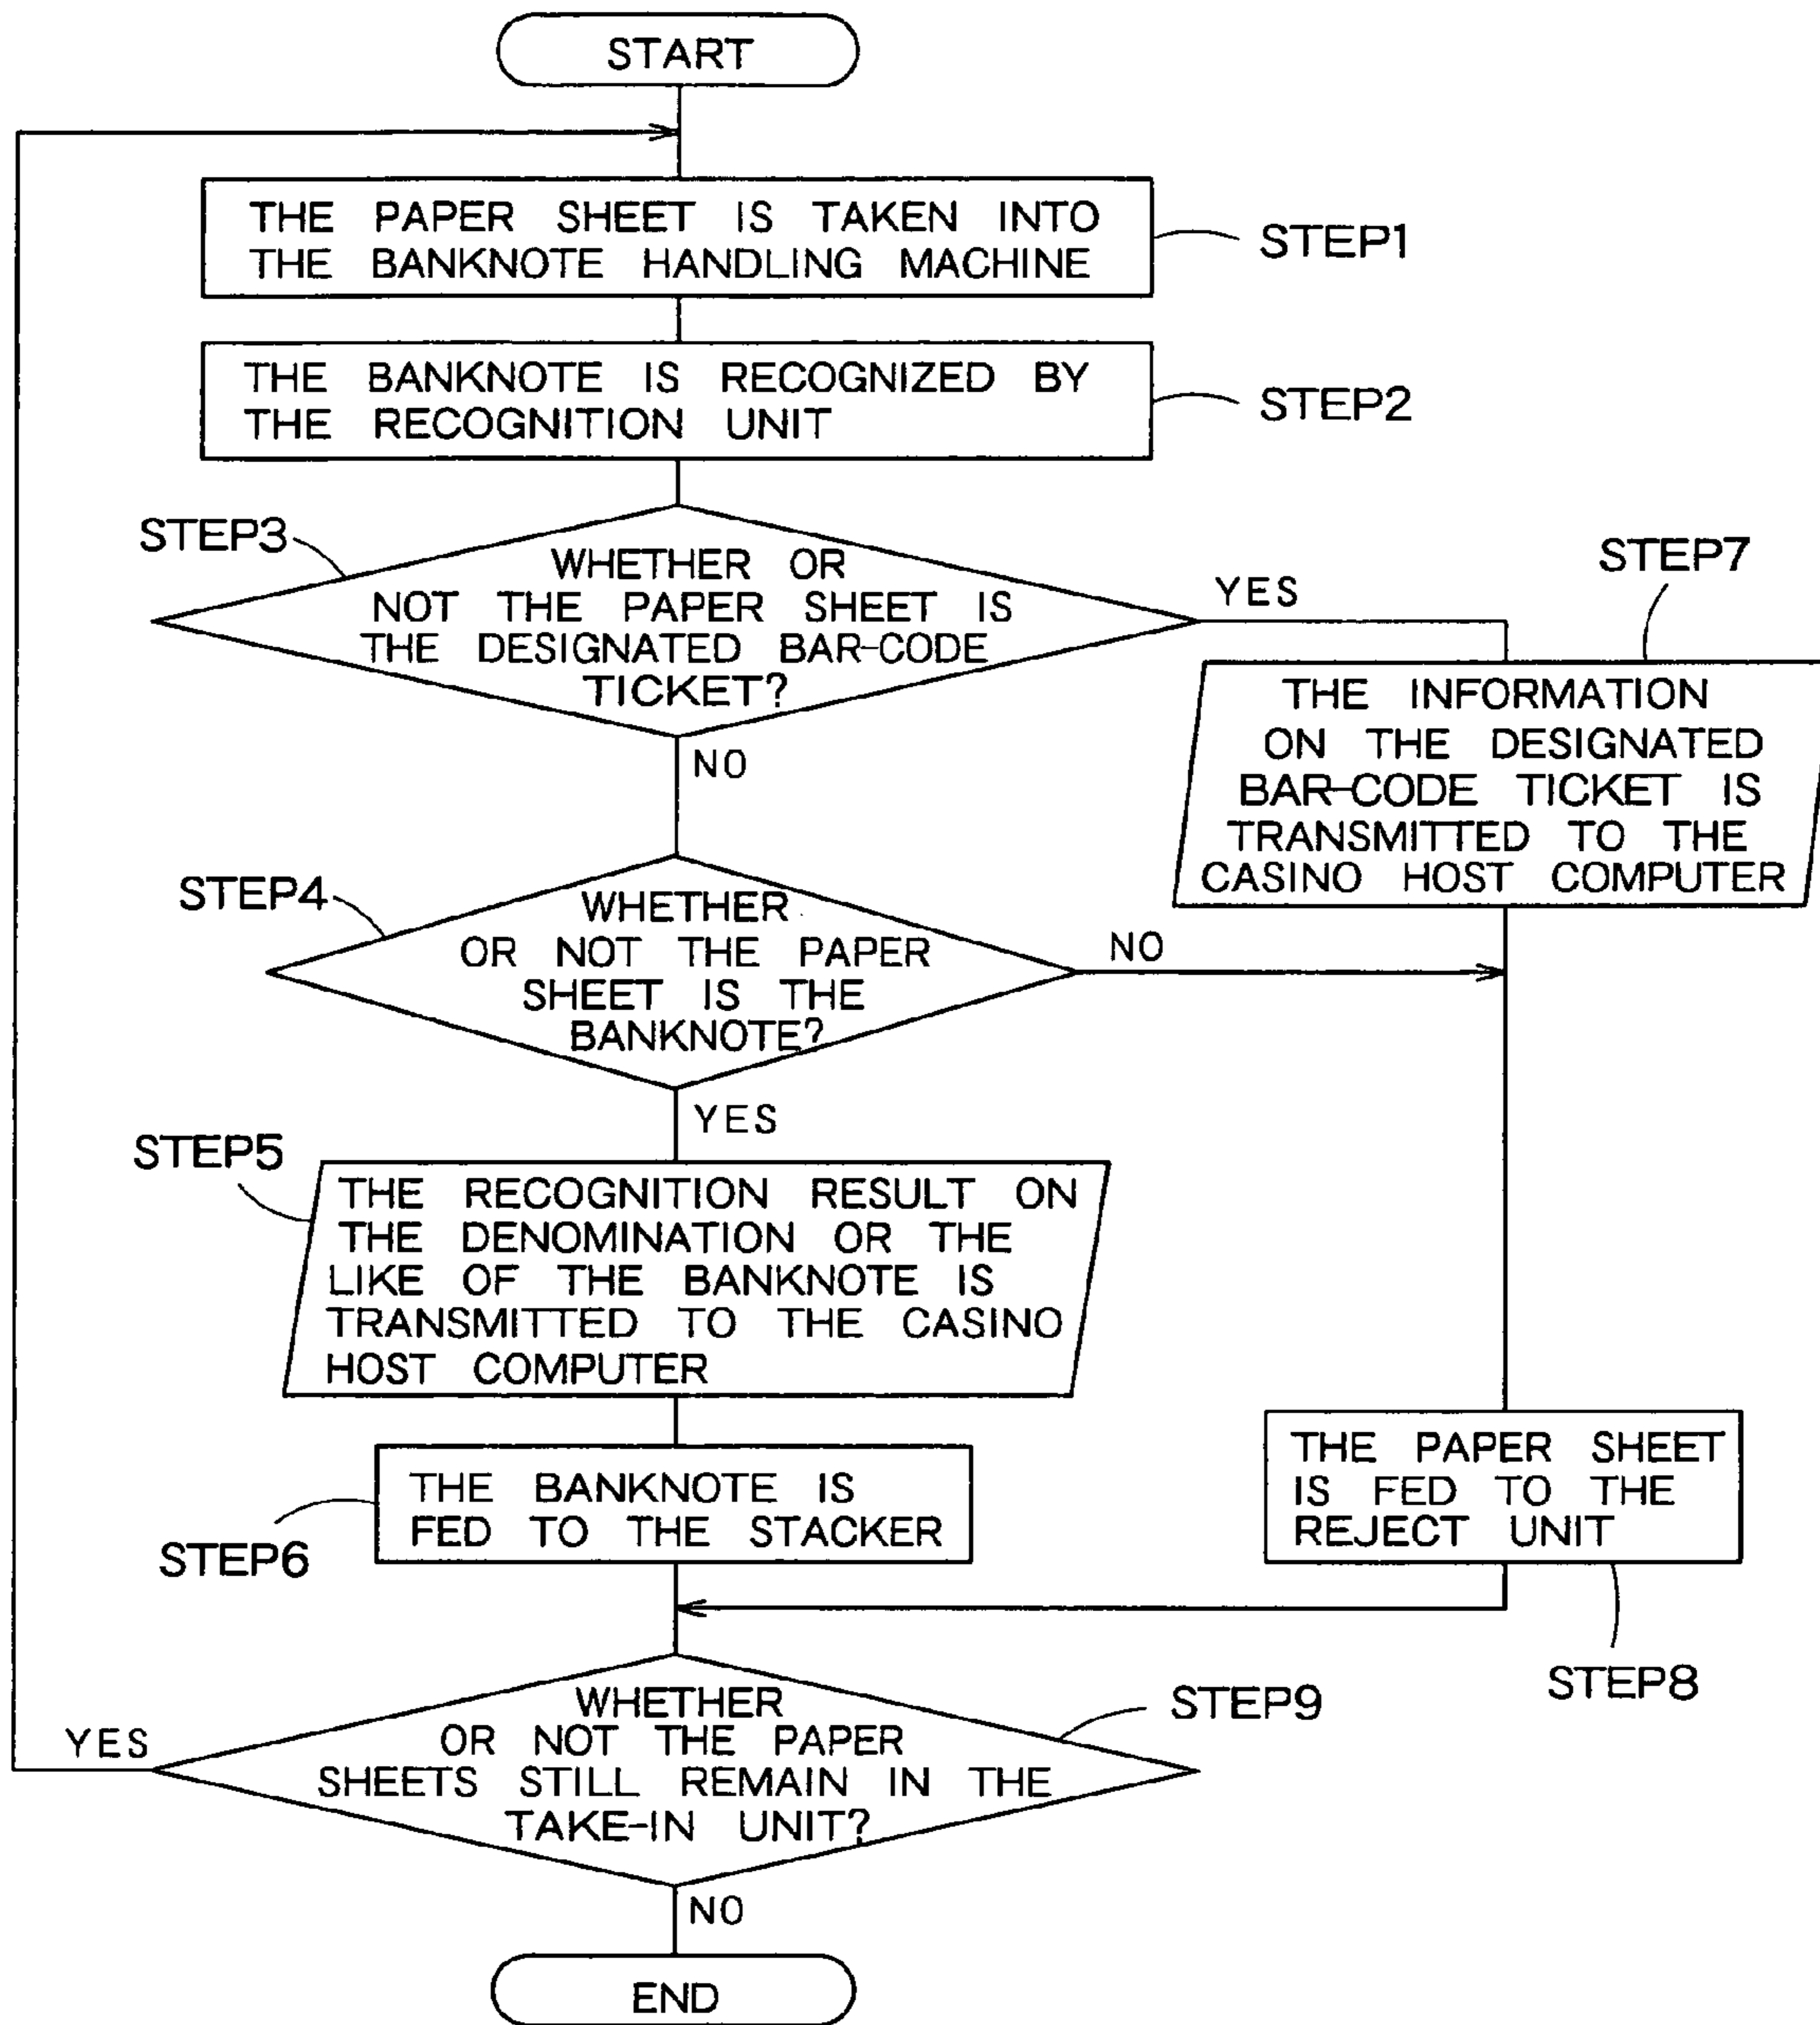 START
THE PAPER SHEET IS TAKEN INTO
THE BANKNOTE HANDLING MACHINE
STEP1
THE BANKNOTE IS RECOGNIZED BY
THE RECOGNITION UNIT
STEP2
STEP3
WHETHER OR
NOT THE PAPER SHEET IS
THE DESIGNATED BAR-CODE
TICKET?
YES
NO
STEP7
THE INFORMATION
ON THE DESIGNATED
BAR-CODE TICKET IS
TRANSMITTED TO THE
CASINO HOST COMPUTER
STEP4
WHETHER
OR NOT THE PAPER
SHEET IS THE
BANKNOTE?
NO
YES
STEP5
THE RECOGNITION RESULT ON
THE DENOMINATION OR THE
LIKE OF THE BANKNOTE IS
TRANSMITTED TO THE CASINO
HOST COMPUTER
THE BANKNOTE IS
FED TO THE STACKER
STEP6
THE PAPER SHEET
IS FED TO THE
REJECT UNIT
STEP8
STEP9
WHETHER
OR NOT THE PAPER
SHEETS STILL REMAIN IN THE
TAKE-IN UNIT?
YES
NO
END